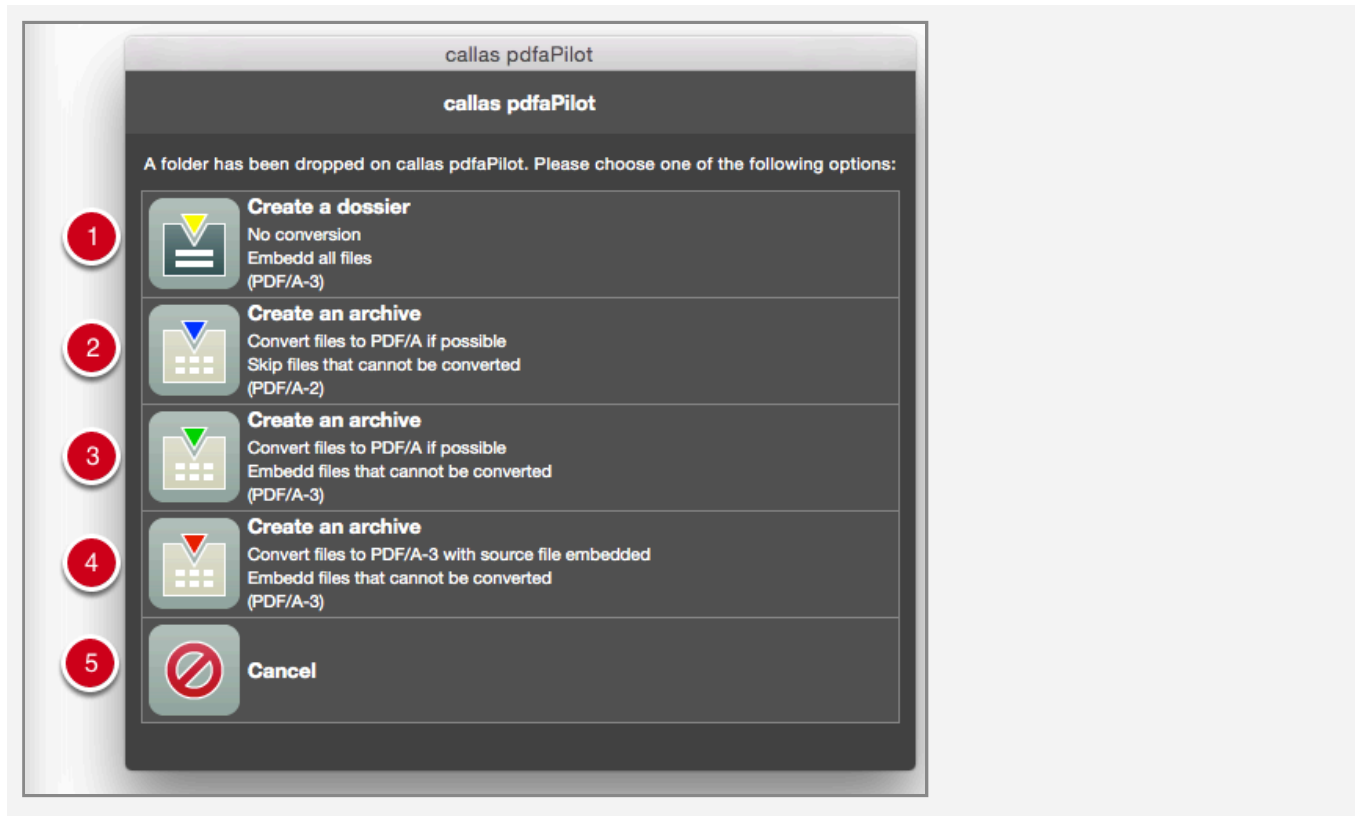 callas pdfaPilot
callas pdfaPilot
A folder has been dropped on callas pdfaPilot. Please choose one of the following options:
1
Create a dossier
No conversion
Embedd all files
(PDF/A-3)
2
Create an archive
Convert files to PDF/A if possible
Skip files that cannot be converted
(PDF/A-2)
3
Create an archive
Convert files to PDF/A if possible
Embedd files that cannot be converted
(PDF/A-3)
4
Create an archive
Convert files to PDF/A-3 with source file embedded
Embedd files that cannot be converted
(PDF/A-3)
5
Cancel